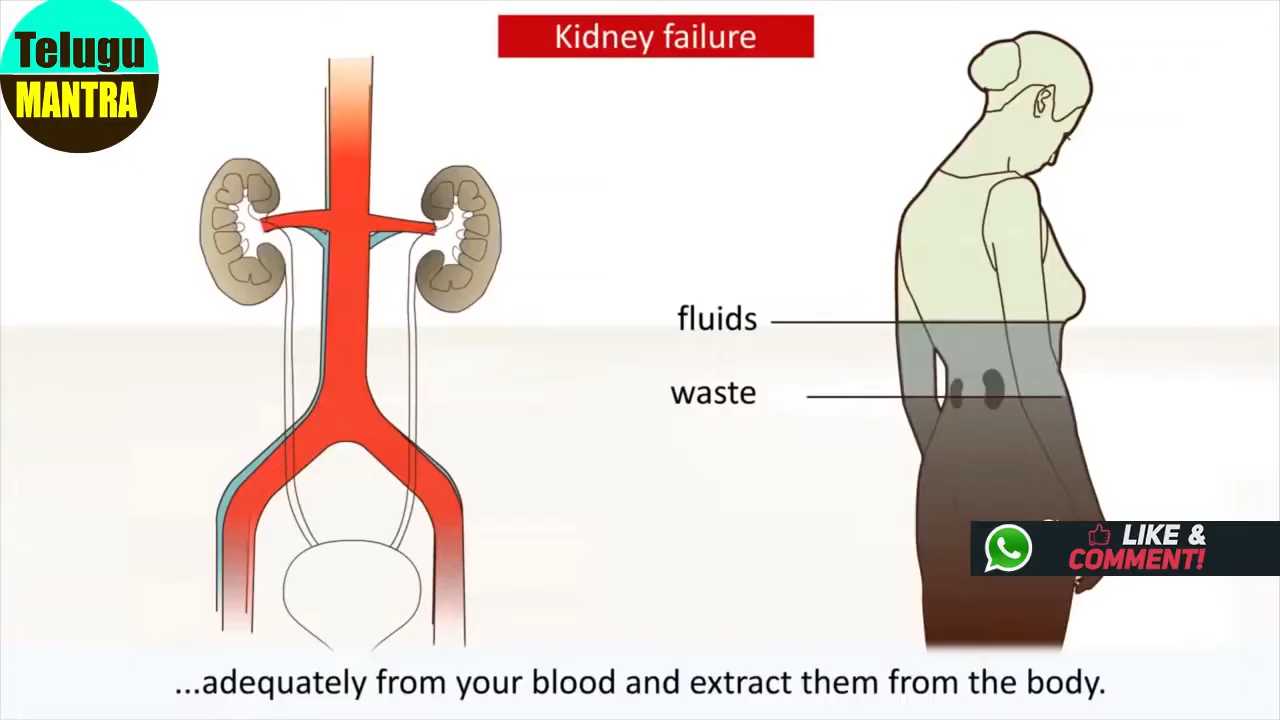 Telugu
MANTRA
Kidney failure
fluids
waste
LIKE &
COMMENT!
...adequately from your blood and extract them from the body.